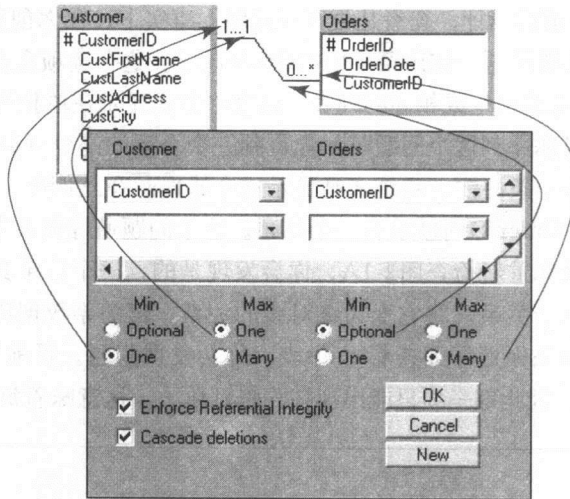 Customer
# CustomerID
CustFirstName
CustLastName
CustAddress
CustCity
1...1
0...*
Orders
# OrderID
OrderDate
CustomerID
Customer Orders
CustomerID CustomerID
Min Max Min Max
Optional One Optional One
One Many One Many
Enforce Referential Integrity
Cascade deletions
OK
Cancel
New